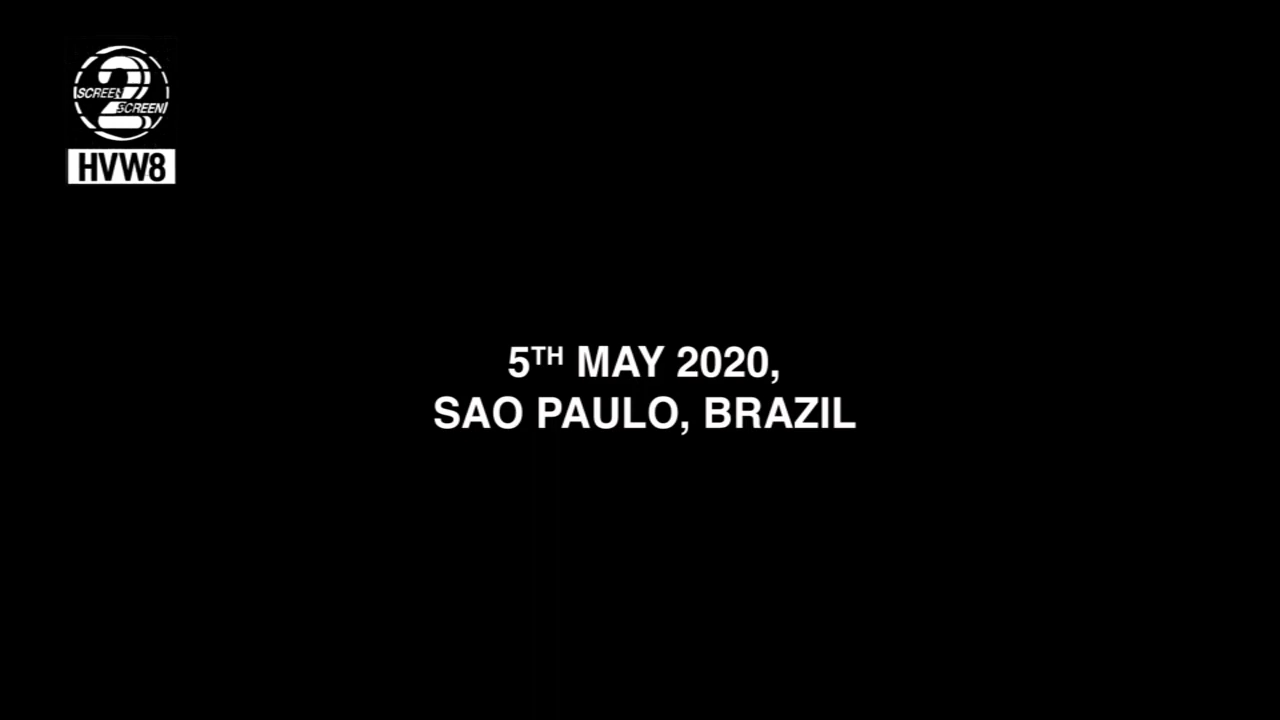 2
SCREEN
SCREEN
HVW8
5TH MAY 2020,
SAO PAULO, BRAZIL